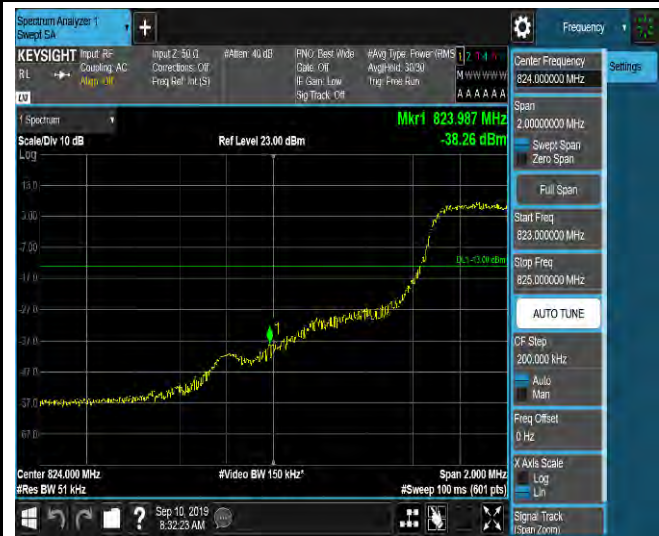 Spectrum Analyzer 1
Swept SA
+
Frequency
KEYSIGHT
Input: RF
Input Z: 50 Ω
#Atten: 40 dB
PNO: Best Wide
#Avg Type: Power (RMS
1 2 3 4 5 6
RL
Coupling: AC
Corrections: Off
Gate: Off
Avg|Hold: 30/30
M W W W W W
Align: Off
Freq Ref: Int (S)
IF Gain: Low
Trig: Free Run
Sig Track: Off
A A A A A A
LNI
1 Spectrum
Mkr1 823.987 MHz
Scale/Div 10 dB
Ref Level 23.00 dBm
-38.26 dBm
Log
13.0
3.00
-7.00
DL1 -13.00 dBm
-17.0
-27.0
-37.0
1
-47.0
-57.0
-67.0
Center 824.000 MHz
#Video BW 150 kHz*
Span 2.000 MHz
#Res BW 51 kHz
#Sweep 100 ms (601 pts)
?
Sep 10, 2019
8:32:23 AM
Center Frequency
824.000000 MHz
Settings
Span
2.00000000 MHz
Swept Span
Zero Span
Full Span
Start Freq
823.000000 MHz
Stop Freq
825.000000 MHz
AUTO TUNE
CF Step
200.000 kHz
Auto
Man
Freq Offset
0 Hz
X Axis Scale
Log
Lin
Signal Track
(Span Zoom)